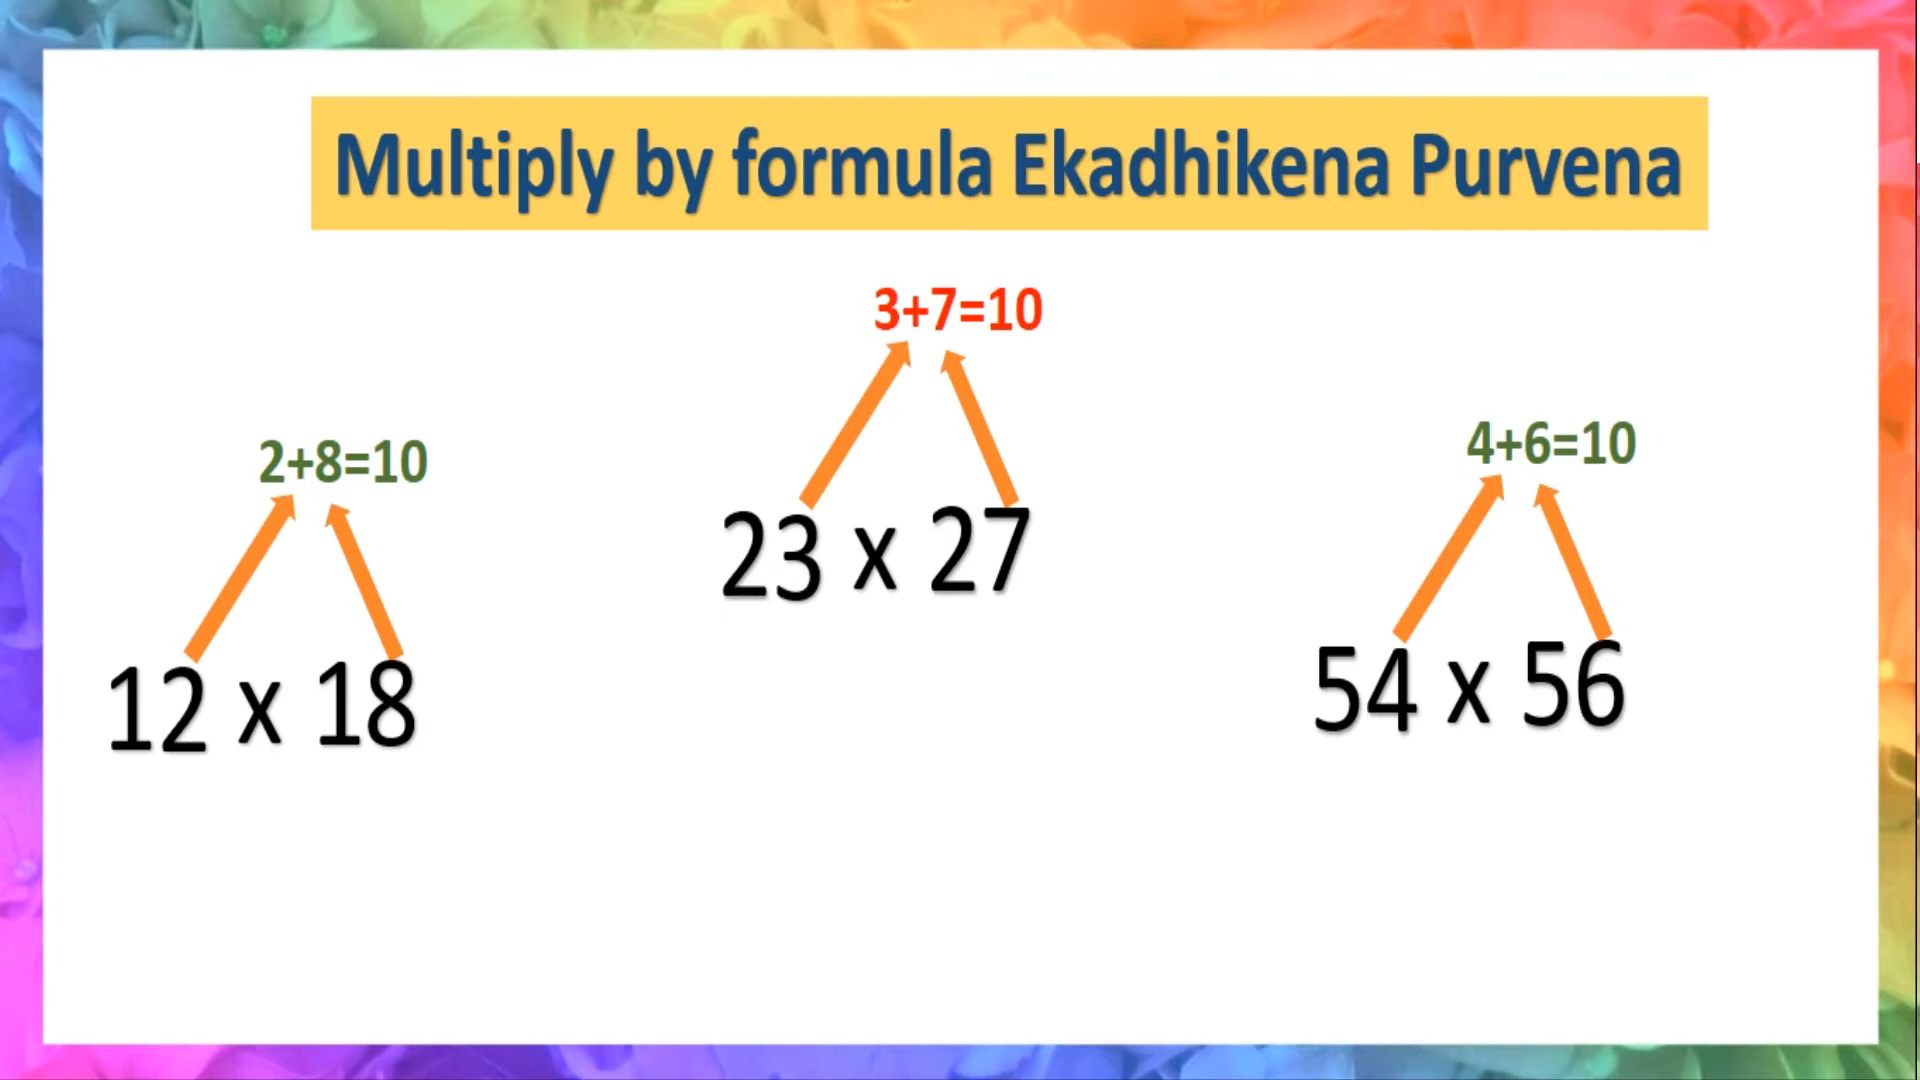 Multiply by formula Ekadhikena Purvena
2+8=10
12 x 18
3+7=10
23 x 27
4+6=10
54 x 56